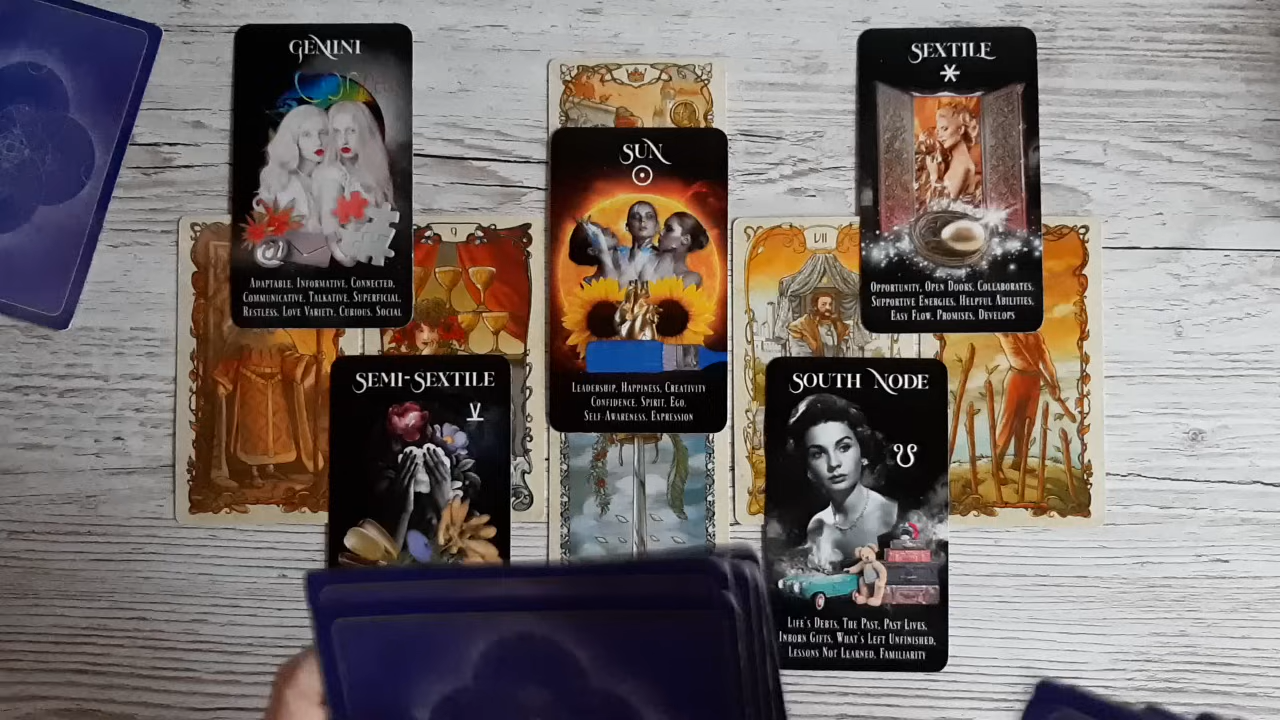 GEMINI
ADAPTABLE, INFORMATIVE, CONNECTED,
COMMUNICATIVE, TALKATIVE, SUPERFICIAL,
RESTLESS, LOVE VARIETY, CURIOUS, SOCIAL
SUN
LEADERSHIP, HAPPINESS, CREATIVITY
CONFIDENCE, SPIRIT, EGO,
SELF-AWARENESS, EXPRESSION
SEXTILE
OPPORTUNITY, OPEN DOORS, COLLABORATES,
SUPPORTIVE ENERGIES, HELPFUL ABILITIES,
EASY FLOW, PROMISES, DEVELOPS
9
VII
SEMI-SEXTILE
SOUTH NODE
LIFE'S DEBTS, THE PAST, PAST LIVES,
INBORN GIFTS, WHAT'S LEFT UNFINISHED,
LESSONS NOT LEARNED, FAMILIARITY